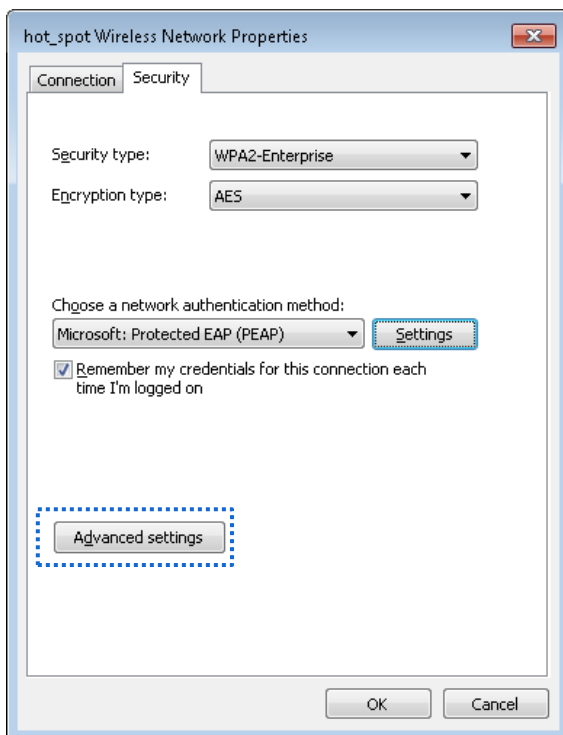 hot_spot Wireless Network Properties
Connection Security
Security type: WPA2-Enterprise
Encryption type: AES
Choose a network authentication method:
Microsoft: Protected EAP (PEAP) Settings
Remember my credentials for this connection each
time I'm logged on
Advanced settings
OK Cancel